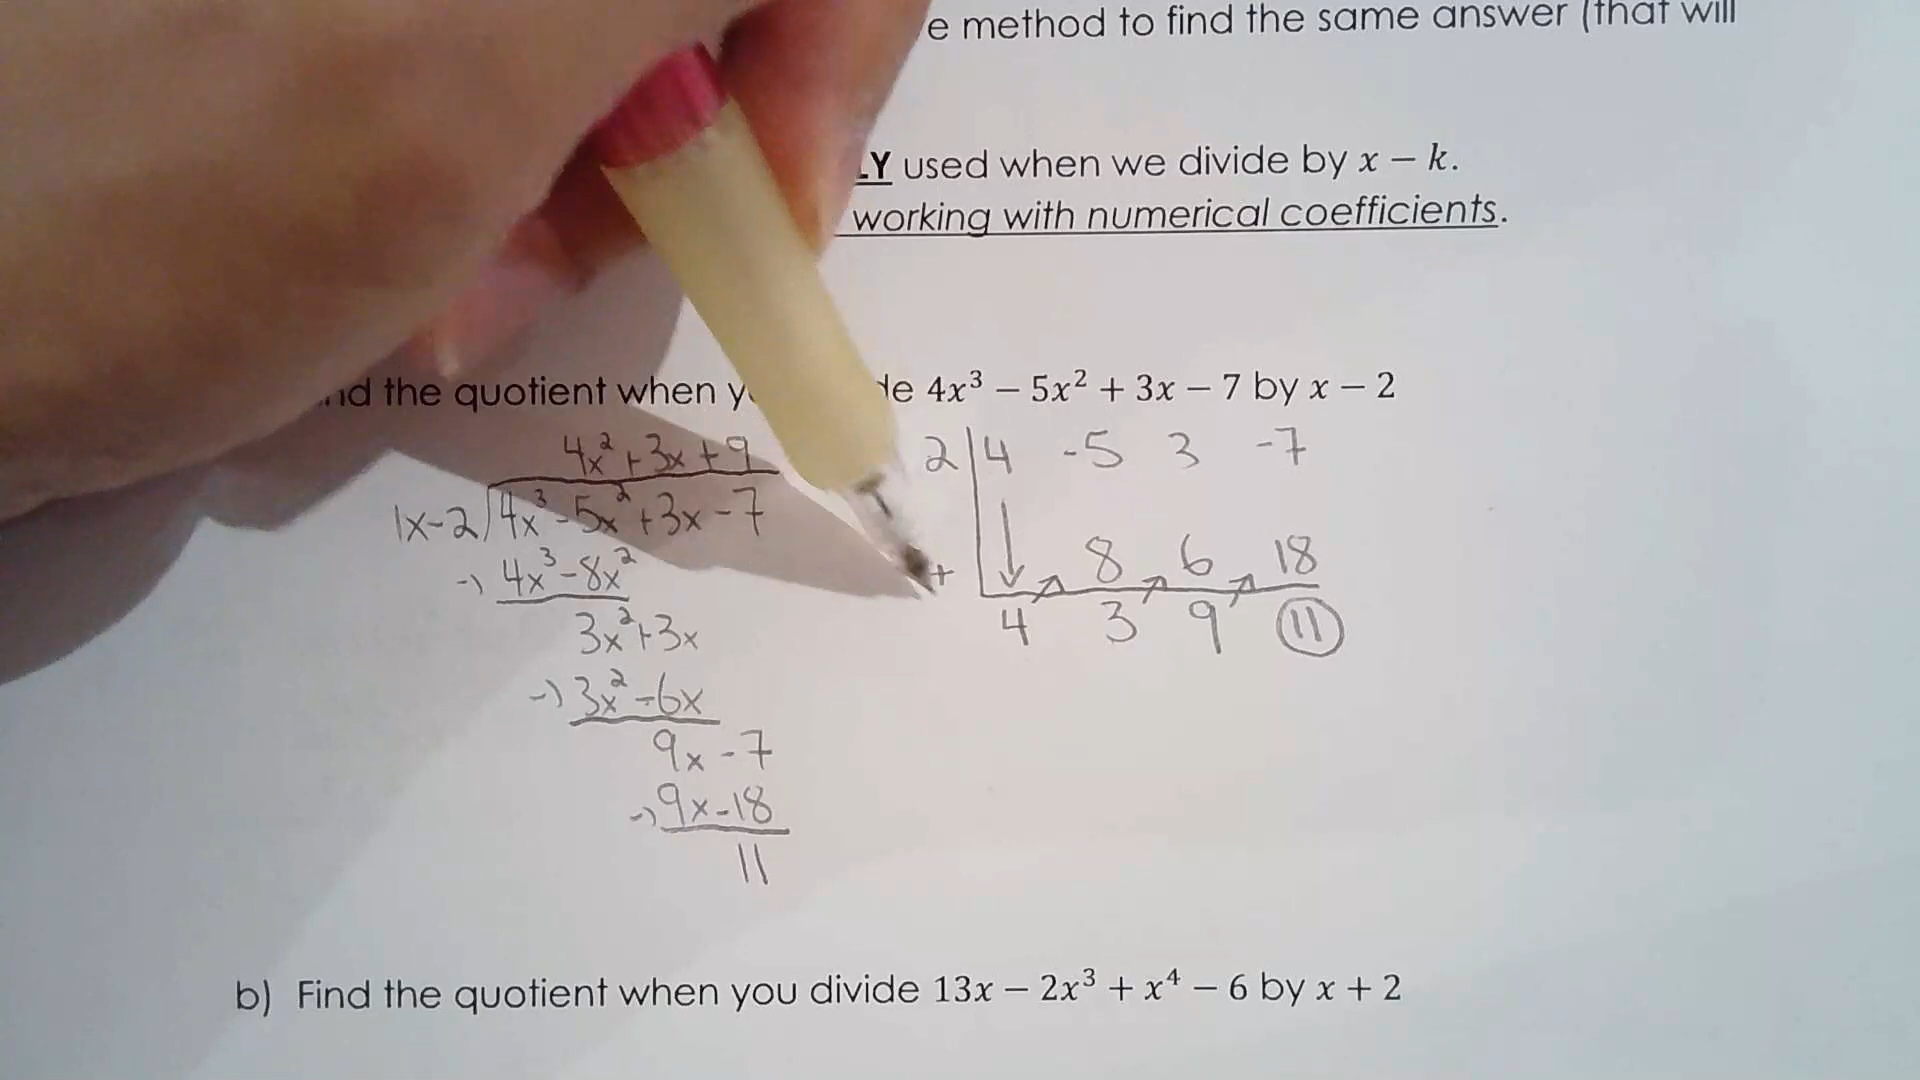 e method to find the same answer (that will
LY used when we divide by x − k.
working with numerical coefficients.
nd the quotient when y de 4x³ − 5x² + 3x − 7 by x − 2
4x² + 3x + 9
1x-2 4x³ - 5x² + 3x - 7
-) 4x³ - 8x²
3x² + 3x
-) 3x² - 6x
9x - 7
-) 9x - 18
11
2 | 4 -5 3 -7
+ ↓ 8 6 18
4 3 9 11
b) Find the quotient when you divide 13x − 2x³ + x⁴ − 6 by x + 2